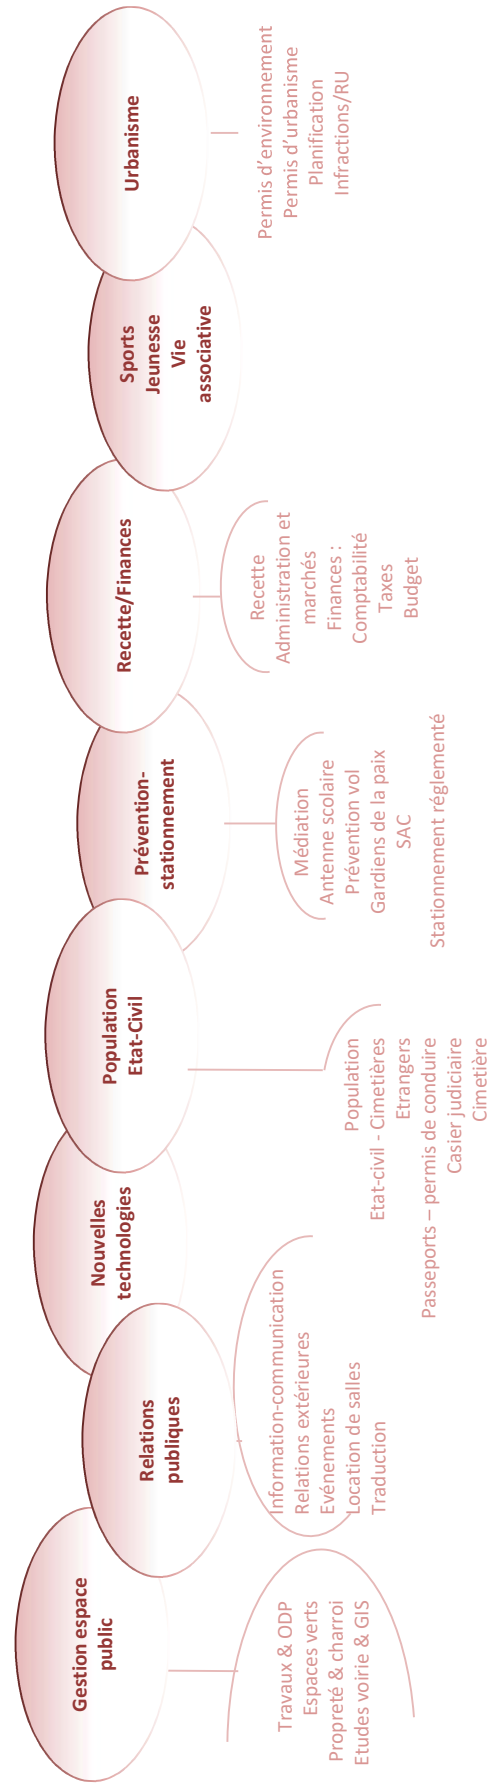 Gestion espace
public
Travaux & ODP
Espaces verts
Propreté & charroi
Etudes voirie & GIS
Relations
publiques
Information-communication
Relations extérieures
Evénements
Location de salles
Traduction
Nouvelles
technologies
Population
Etat-Civil
Population
Etat-civil - Cimetières
Etrangers
Passeports – permis de conduire
Casier judiciaire
Cimetière
Prévention-
stationnement
Médiation
Antenne scolaire
Prévention vol
Gardiens de la paix
SAC
Stationnement réglementé
Recette/Finances
Recette
Administration et
marchés
Finances :
Comptabilité
Taxes
Budget
Sports
Jeunesse
Vie
associative
Urbanisme
Permis d’environnement
Permis d’urbanisme
Planification
Infractions/RU